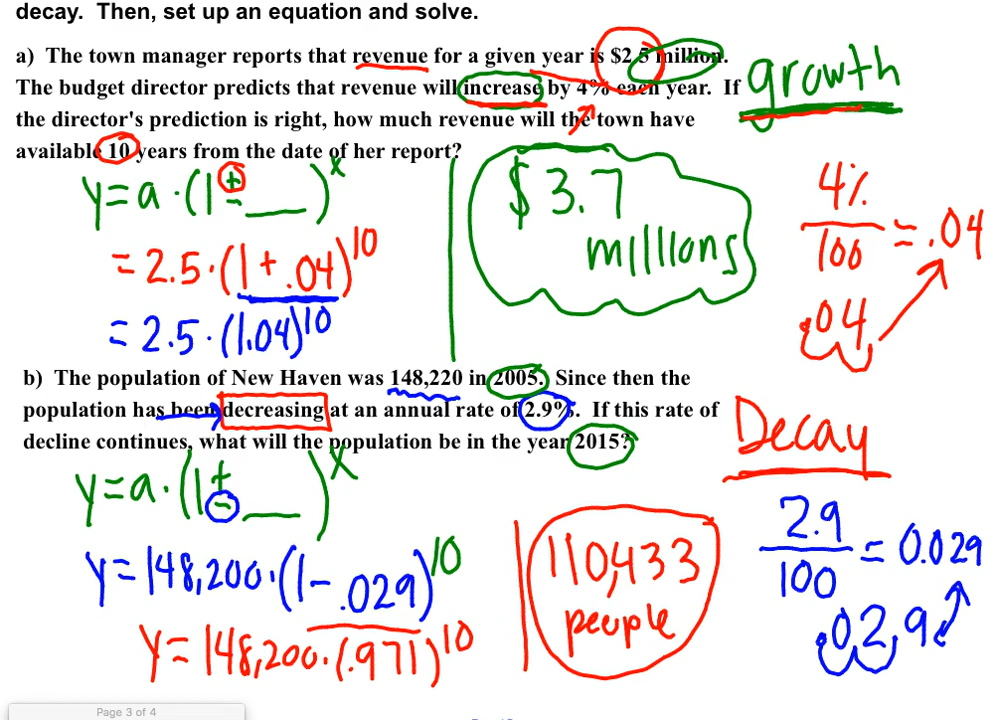 decay. Then, set up an equation and solve.
a) The town manager reports that revenue for a given year is $2.5 million.
The budget director predicts that revenue will increase by 4% each year. If
the director's prediction is right, how much revenue will the town have
available 10 years from the date of her report?
growth
y=a·(1±___)^x
=2.5·(1+.04)^10
=2.5·(1.04)^10
$3.7
millions
4%/100=.04
04
b) The population of New Haven was 148,220 in 2005. Since then the
population has been decreasing at an annual rate of 2.9%. If this rate of
decline continues, what will the population be in the year 2015?
Decay
y=a·(1±___)^x
y=148,200·(1-.029)^10
y=148,200·(.971)^10
110,433
people
2.9/100=0.029
02.9
Page 3 of 4